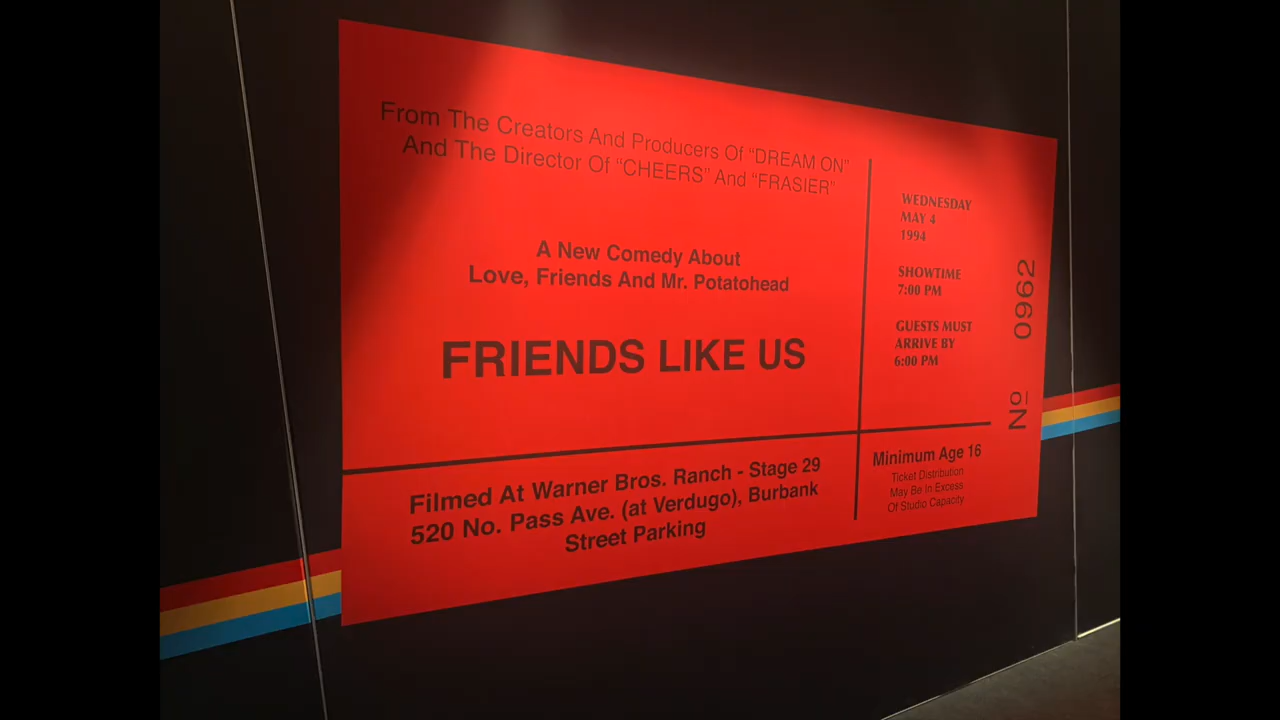 From The Creators And Producers Of "DREAM ON"
And The Director Of "CHEERS" And "FRASIER"
A New Comedy About
Love, Friends And Mr. Potatohead
FRIENDS LIKE US
Filmed At Warner Bros. Ranch - Stage 29
520 No. Pass Ave. (at Verdugo), Burbank
Street Parking
WEDNESDAY
MAY 4
1994
SHOWTIME
7:00 PM
GUESTS MUST
ARRIVE BY
6:00 PM
Minimum Age 16
Ticket Distribution
May Be In Excess
Of Studio Capacity
Nº 0962